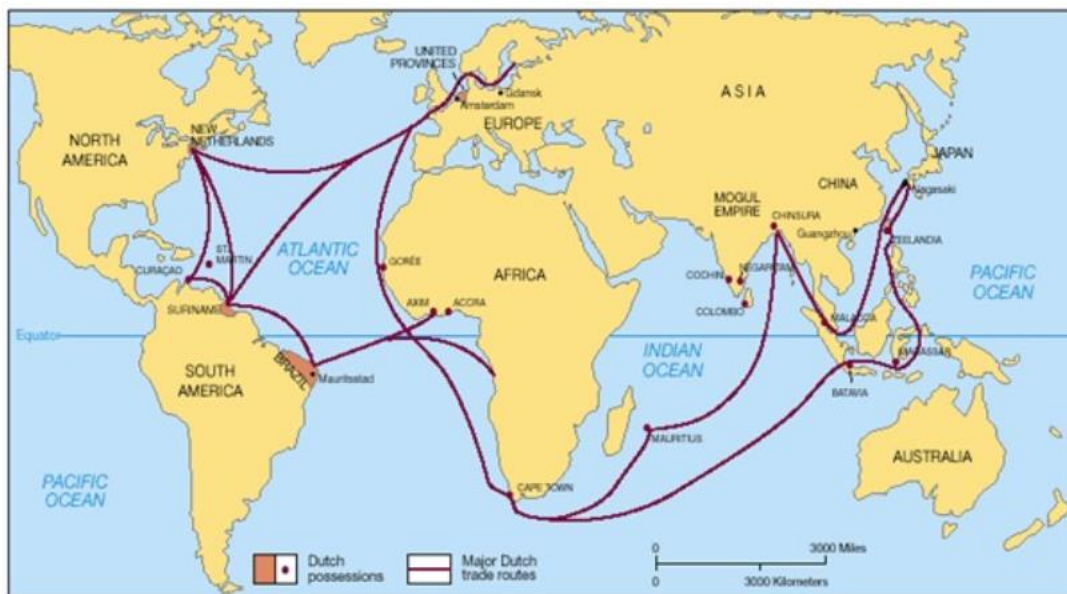 UNITED
PROVINCES
Amsterdam
Gdansk
EUROPE
ASIA
NORTH
AMERICA
NEW
NETHERLANDS
JAPAN
CHINA
Nagasaki
MOGUL
EMPIRE
CHINSURA
Guangzhou
ZEELANDIA
ATLANTIC
OCEAN
ST.
MARTIN
CURAÇAO
GORÉE
AFRICA
COCHIN
COLOMBO
PACIFIC
OCEAN
SURINAME
AXIM
ACCRA
MALACCA
Equator
INDIAN
OCEAN
MACASSAR
BRAZIL
SOUTH
AMERICA
BATAVIA
MAURITIUS
AUSTRALIA
PACIFIC
OCEAN
CAPE TOWN
0 3000 Miles
0 3000 Kilometers
Dutch
possessions
Major Dutch
trade routes